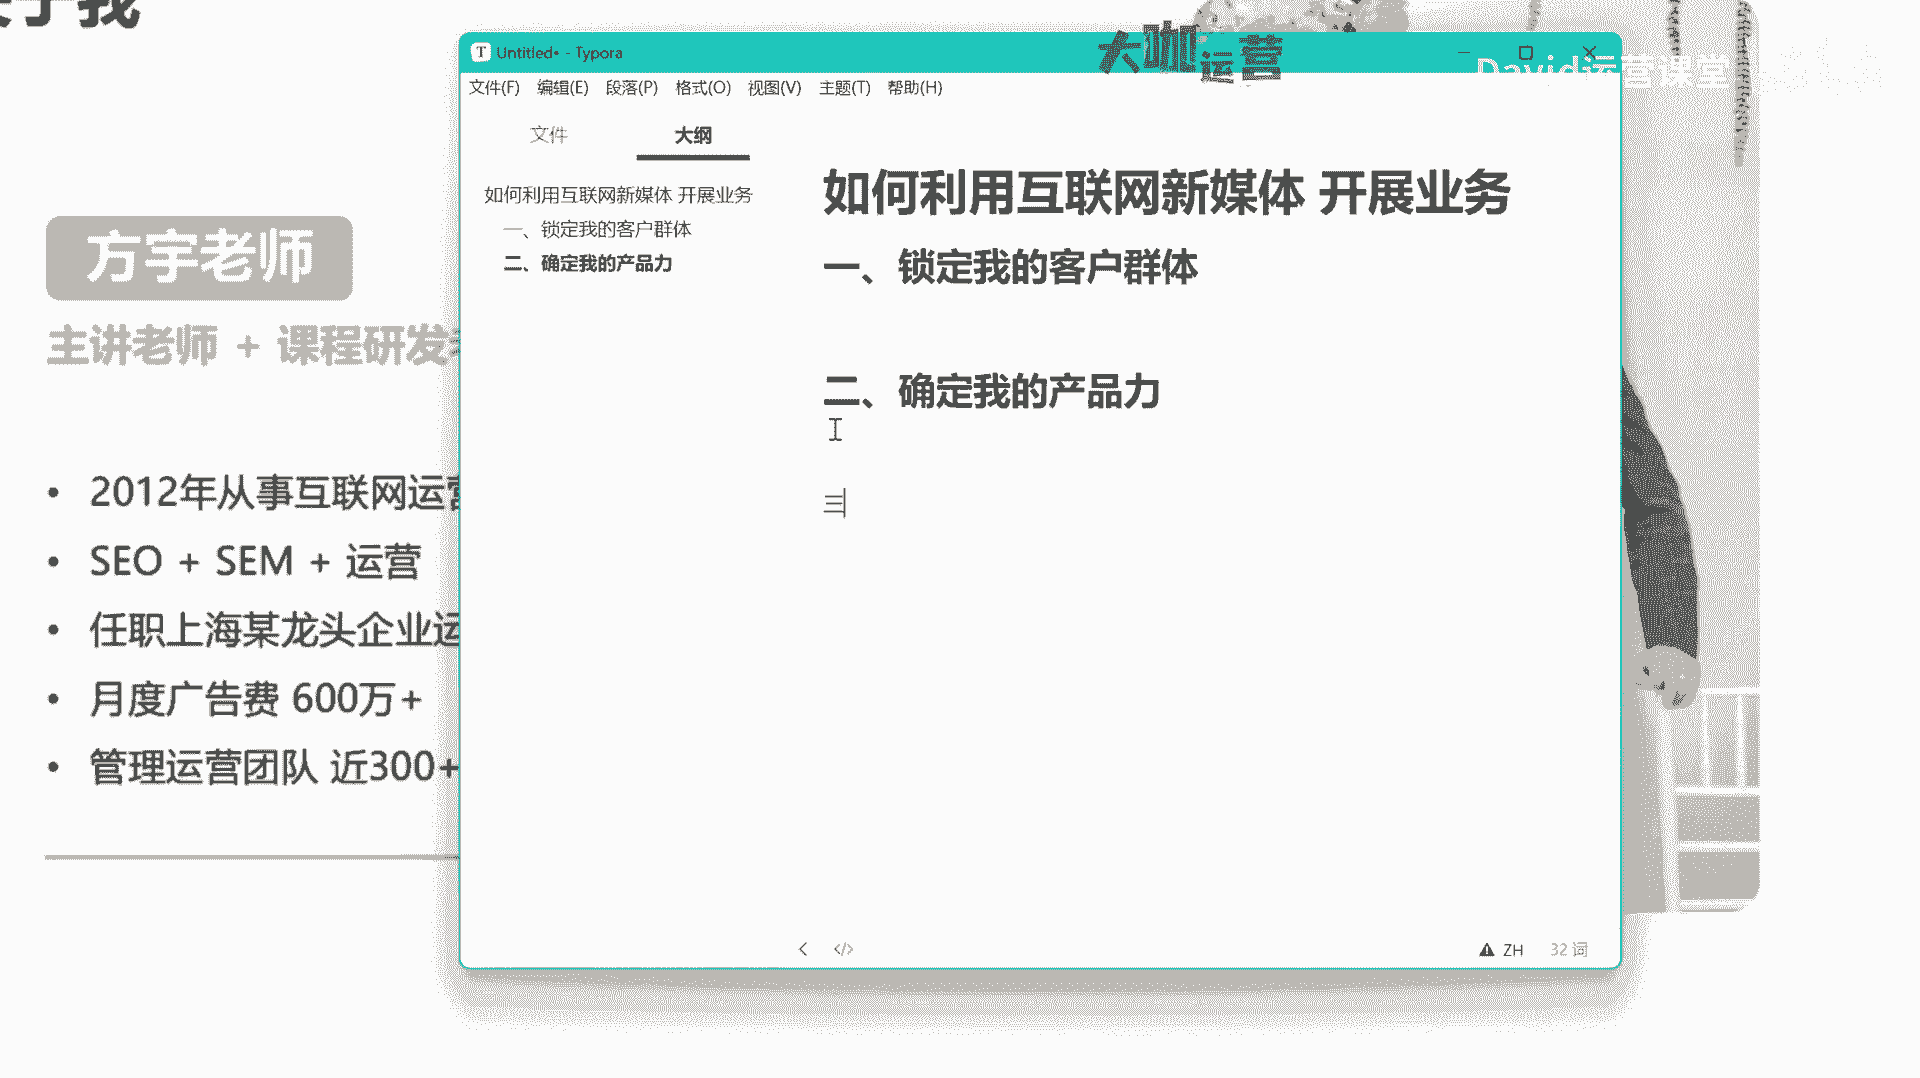 方宇老师
主讲老师 + 课程研发
• 2012年从事互联网运营
• SEO + SEM + 运营
• 任职上海某龙头企业运
• 月度广告费 600万+
• 管理运营团队 近300+
Untitled• - Typora
大咖运营
David运营课堂
文件(F) 编辑(E) 段落(P) 格式(O) 视图(V) 主题(T) 帮助(H)
文件 大纲
如何利用互联网新媒体 开展业务
一、锁定我的客户群体
二、确定我的产品力
如何利用互联网新媒体 开展业务
一、锁定我的客户群体
二、确定我的产品力
三
ZH 32 词